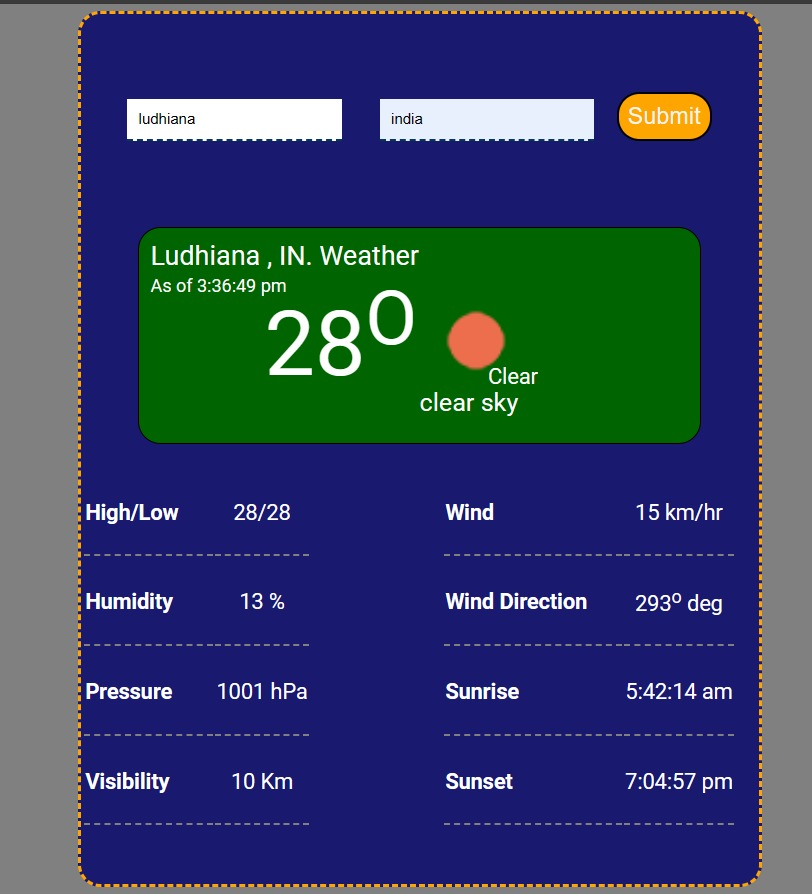 ludhiana india Submit
Ludhiana , IN. Weather
As of 3:36:49 pm
28º
Clear
clear sky
High/Low 28/28 Wind 15 km/hr
Humidity 13 % Wind Direction 293º deg
Pressure 1001 hPa Sunrise 5:42:14 am
Visibility 10 Km Sunset 7:04:57 pm